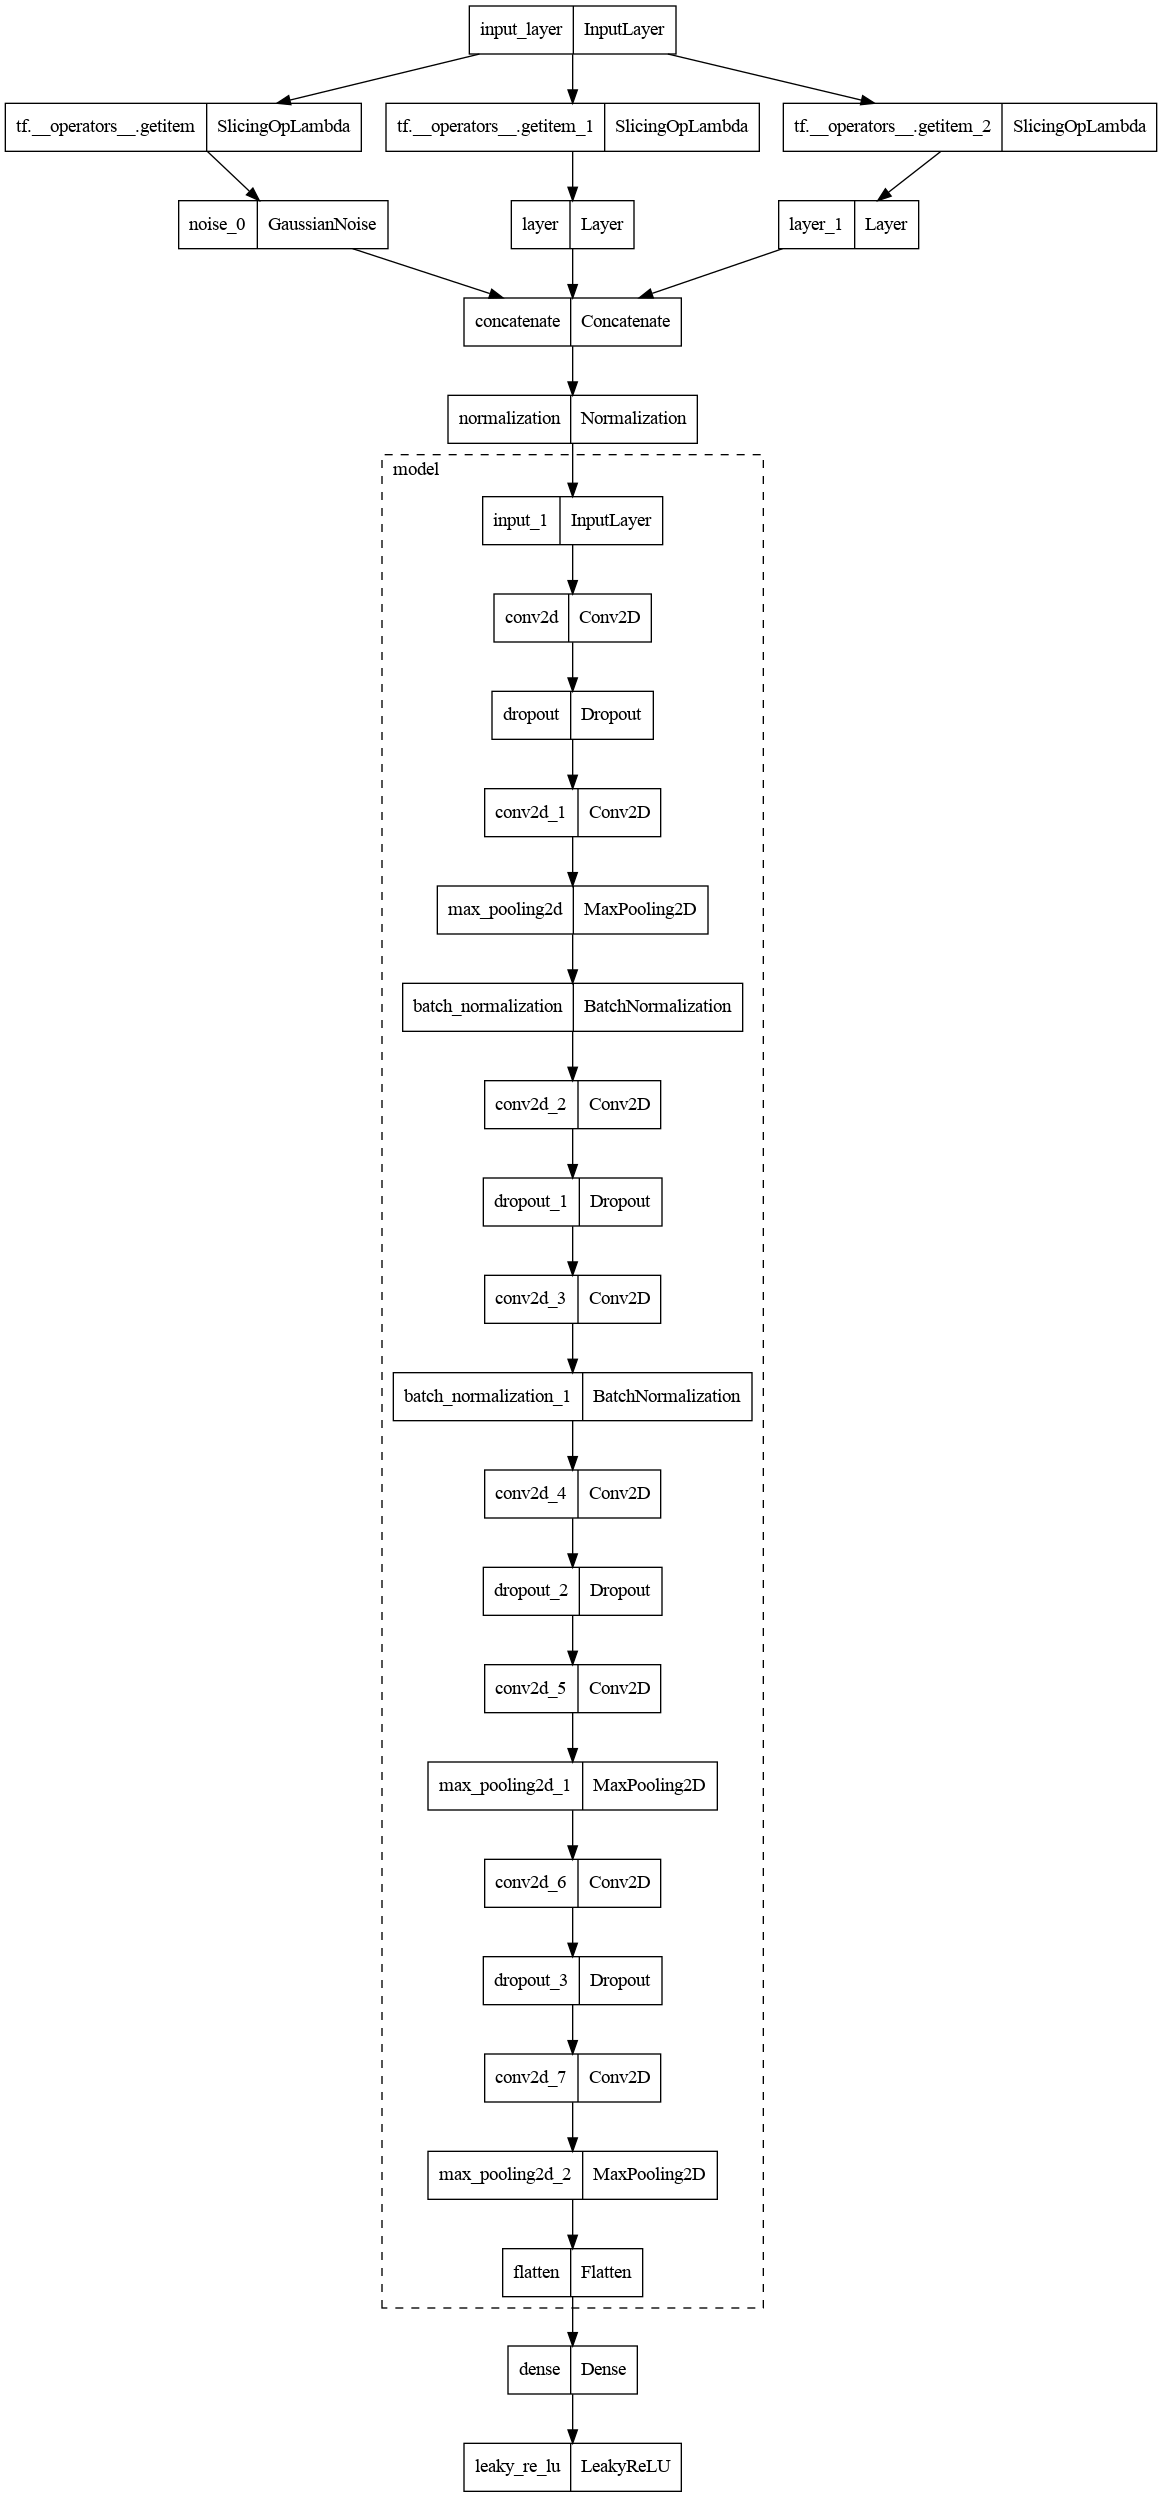 input_layer InputLayer
tf.__operators__.getitem SlicingOpLambda tf.__operators__.getitem_1 SlicingOpLambda tf.__operators__.getitem_2 SlicingOpLambda
noise_0 GaussianNoise layer Layer layer_1 Layer
concatenate Concatenate
normalization Normalization
model
input_1 InputLayer
conv2d Conv2D
dropout Dropout
conv2d_1 Conv2D
max_pooling2d MaxPooling2D
batch_normalization BatchNormalization
conv2d_2 Conv2D
dropout_1 Dropout
conv2d_3 Conv2D
batch_normalization_1 BatchNormalization
conv2d_4 Conv2D
dropout_2 Dropout
conv2d_5 Conv2D
max_pooling2d_1 MaxPooling2D
conv2d_6 Conv2D
dropout_3 Dropout
conv2d_7 Conv2D
max_pooling2d_2 MaxPooling2D
flatten Flatten
dense Dense
leaky_re_lu LeakyReLU